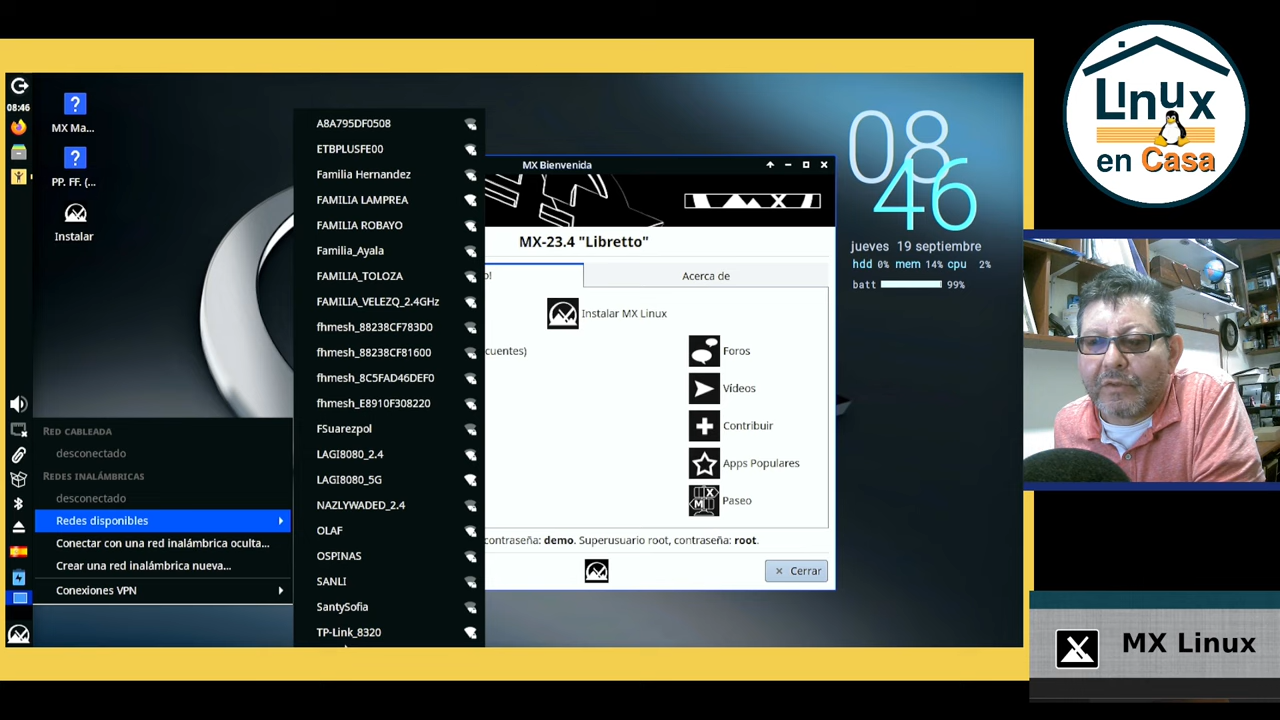 08:46
MX Ma...
PP. FF. (...
Instalar
RED CABLEADA
desconectado
REDES INALÁMBRICAS
desconectado
Redes disponibles
Conectar con una red inalámbrica oculta...
Crear una red inalámbrica nueva...
Conexiones VPN
A8A795DF0508
ETBPLUSFE00
Familia Hernandez
FAMILIA LAMPREA
FAMILIA ROBAYO
Familia_Ayala
FAMILIA_TOLOZA
FAMILIA_VELEZQ_2.4GHz
fhmesh_88238CF783D0
fhmesh_88238CF81600
fhmesh_8C5FAD46DEF0
fhmesh_E8910F308220
FSuarezpol
LAGI8080_2.4
LAGI8080_5G
NAZLYWADED_2.4
OLAF
OSPINAS
SANLI
SantySofia
TP-Link_8320
MX Bienvenida
MX
MX-23.4 "Libretto"
o!
Acerca de
Instalar MX Linux
cuentes)
Foros
Vídeos
Contribuir
Apps Populares
Paseo
contraseña: demo. Superusuario root, contraseña: root.
Cerrar
08
46
jueves 19 septiembre
hdd 0% mem 14% cpu 2%
batt 99%
Linux
en Casa
MX Linux